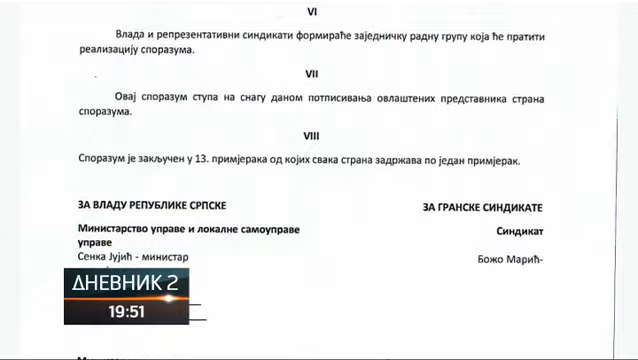 VI
Влада и репрезентативни синдикати формираће заједничку радну групу која ће пратити
реализацију споразума.
VII
Овај споразум ступа на снагу даном потписивања овлаштених представника страна
споразума.
VIII
Споразум је закључен у 13. примјерака од којих свака страна задржава по један примјерак.
ЗА ВЛАДУ РЕПУБЛИКЕ СРПСКЕ
ЗА ГРАНСКЕ СИНДИКАТЕ
Министарство управе и локалне самоуправе
управе
Синдикат
Сенка Јујић - министар
Божо Марић-
ДНЕВНИК 2
19:51